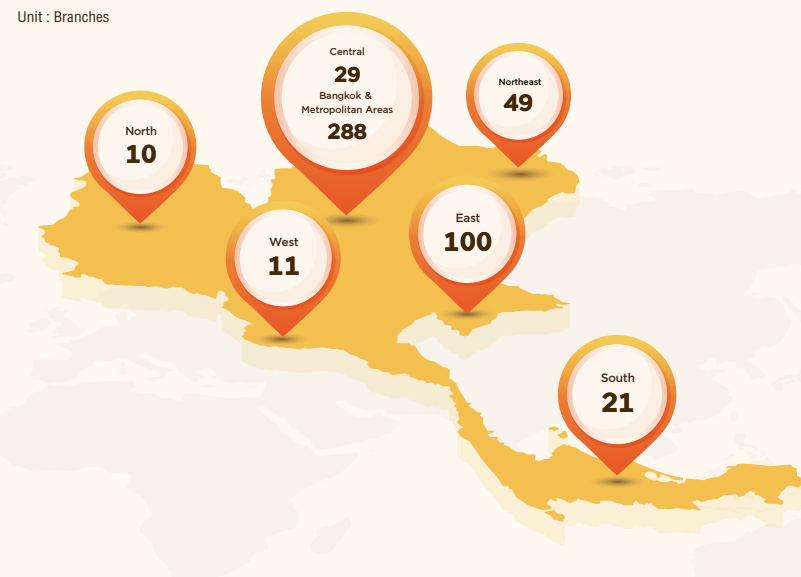 Unit : Branches
Central
29
Bangkok &
Metropolitan Areas
288
Northeast
49
North
10
West
11
East
100
South
21